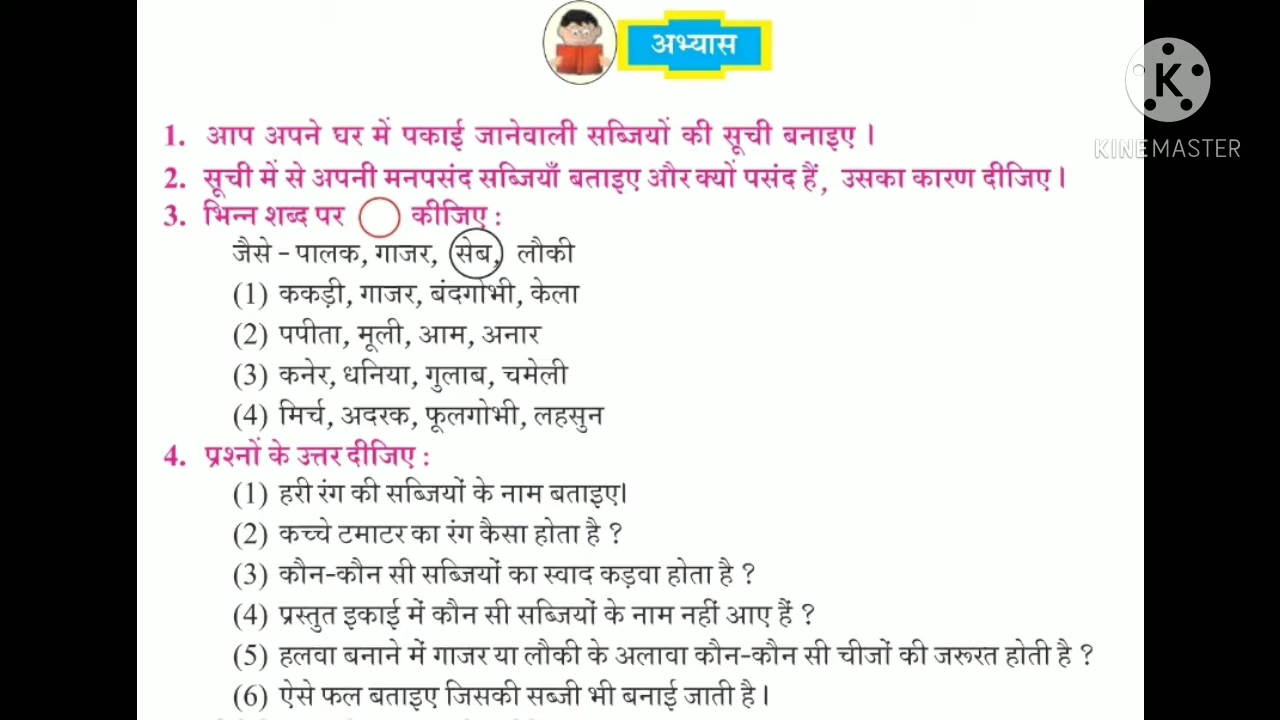 अभ्यास
K
KINEMASTER
1. आप अपने घर में पकाई जानेवाली सब्जियों की सूची बनाइए ।
2. सूची में से अपनी मनपसंद सब्जियाँ बताइए और क्यों पसंद हैं, उसका कारण दीजिए ।
3. भिन्न शब्द पर कीजिए :
जैसे - पालक, गाजर, सेब, लौकी
(1) ककड़ी, गाजर, बंदगोभी, केला
(2) पपीता, मूली, आम, अनार
(3) कनेर, धनिया, गुलाब, चमेली
(4) मिर्च, अदरक, फूलगोभी, लहसुन
4. प्रश्नों के उत्तर दीजिए :
(1) हरी रंग की सब्जियों के नाम बताइए।
(2) कच्चे टमाटर का रंग कैसा होता है ?
(3) कौन-कौन सी सब्जियों का स्वाद कड़वा होता है ?
(4) प्रस्तुत इकाई में कौन सी सब्जियों के नाम नहीं आए हैं ?
(5) हलवा बनाने में गाजर या लौकी के अलावा कौन-कौन सी चीजों की जरूरत होती है ?
(6) ऐसे फल बताइए जिसकी सब्जी भी बनाई जाती है ।